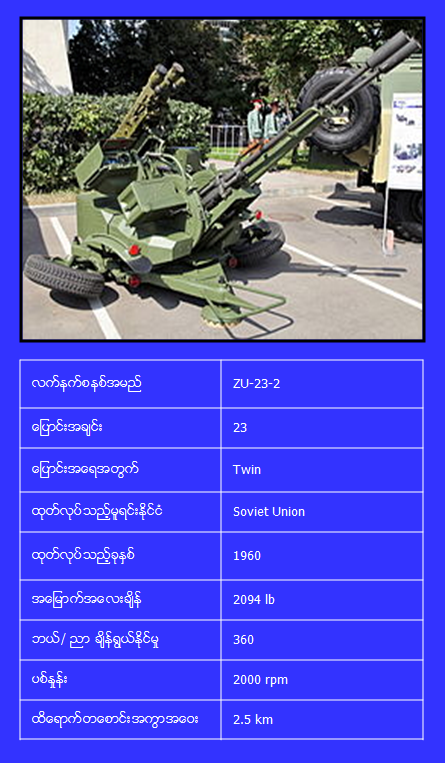 လက်နက်စနစ်အမည် ZU-23-2
ပြောင်းအချင်း 23
ပြောင်းအရေအတွက် Twin
ထုတ်လုပ်သည့်မူရင်းနိုင်ငံ Soviet Union
ထုတ်လုပ်သည့်ခုနှစ် 1960
အမြောက်အလေးချိန် 2094 lb
ဘယ်/ညာ ချိန်ရွယ်နိုင်မှု 360
ပစ်နှုန်း 2000 rpm
ထိရောက်တစောင်းအကွာအဝေး 2.5 km